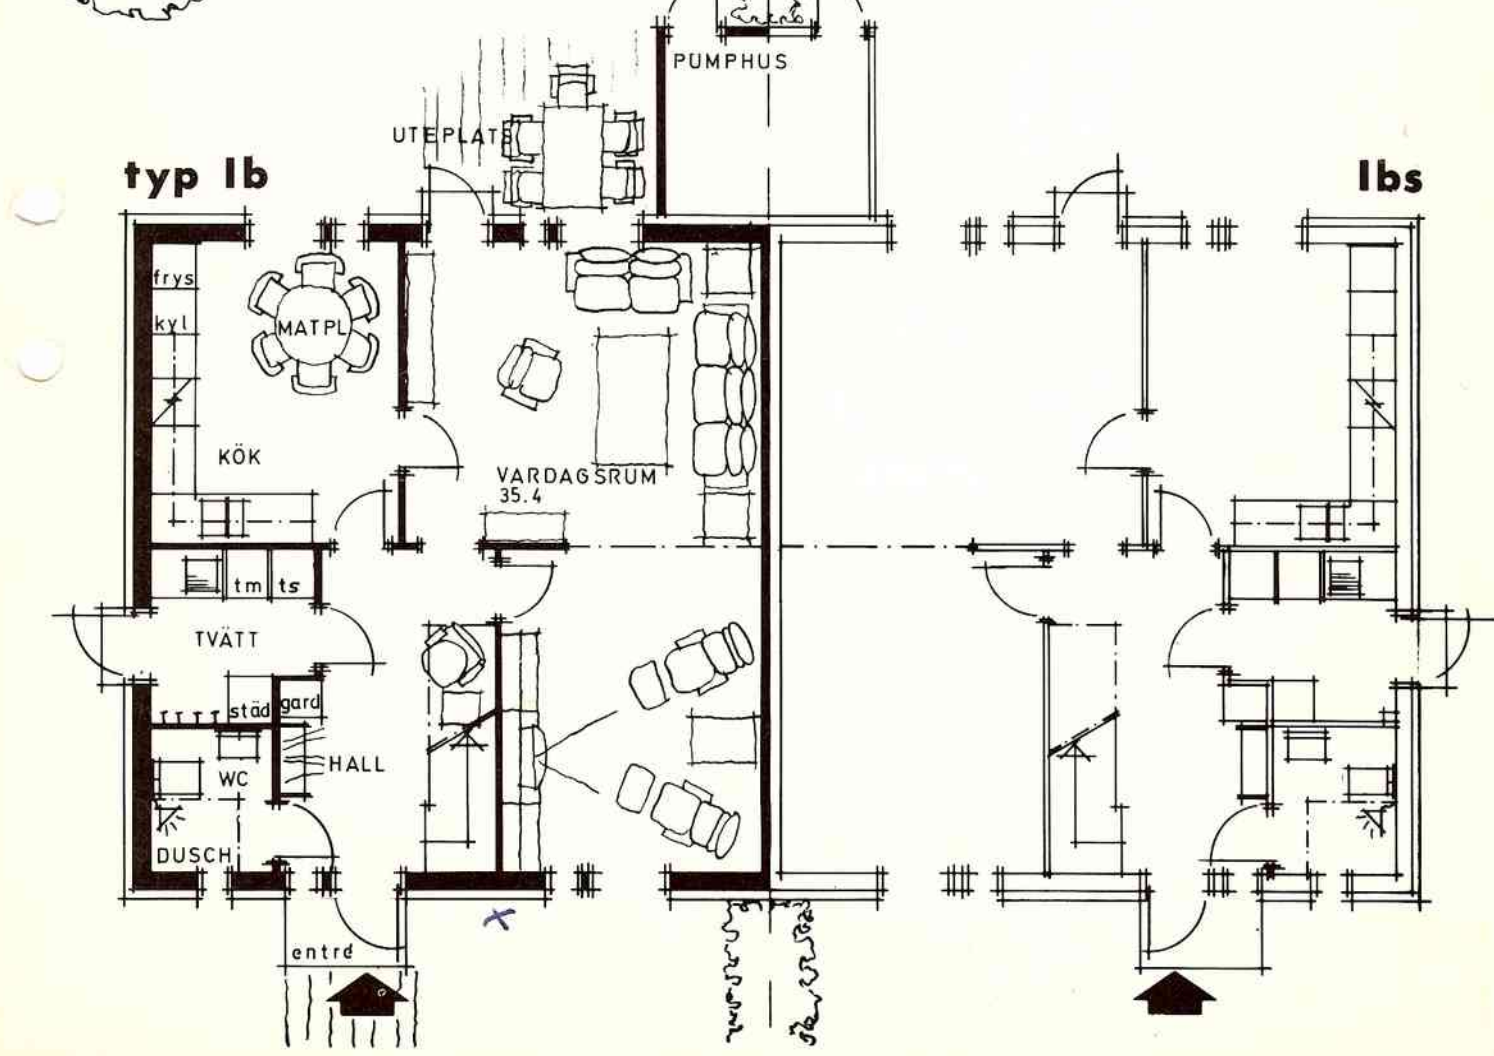 PUMPHUS
UTEPLATS
typ Ib
Ibs
frys
kyl
MATPL
KÖK
VARDAGSRUM
35.4
tm ts
TVÄTT
städ
gard
HALL
WC
DUSCH
entré